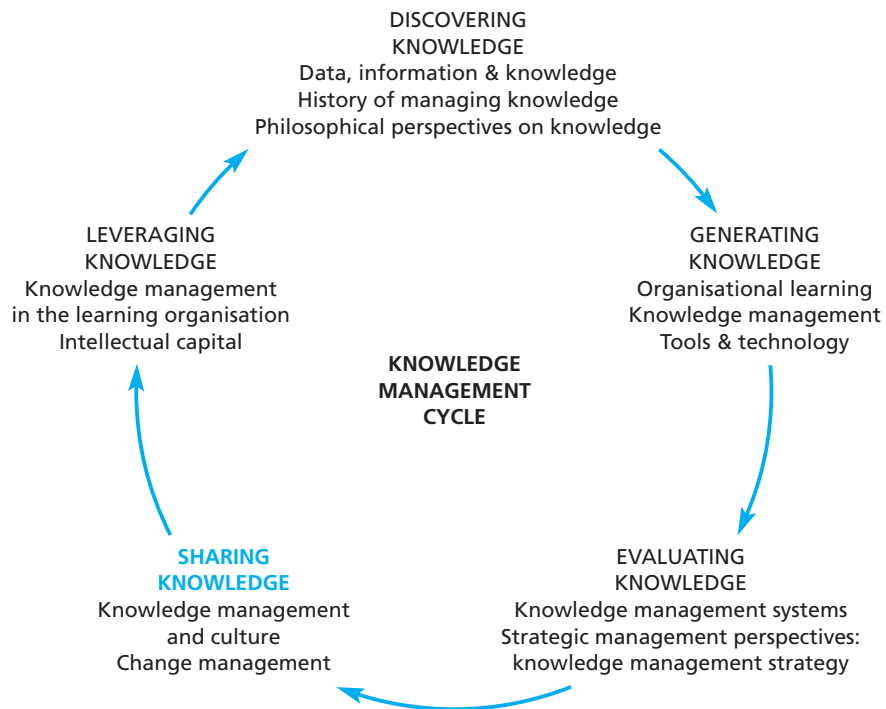 DISCOVERING
KNOWLEDGE
Data, information & knowledge
History of managing knowledge
Philosophical perspectives on knowledge
GENERATING
KNOWLEDGE
Organisational learning
Knowledge management
Tools & technology
EVALUATING
KNOWLEDGE
Knowledge management systems
Strategic management perspectives:
knowledge management strategy
SHARING
KNOWLEDGE
Knowledge management
and culture
Change management
LEVERAGING
KNOWLEDGE
Knowledge management
in the learning organisation
Intellectual capital
KNOWLEDGE
MANAGEMENT
CYCLE